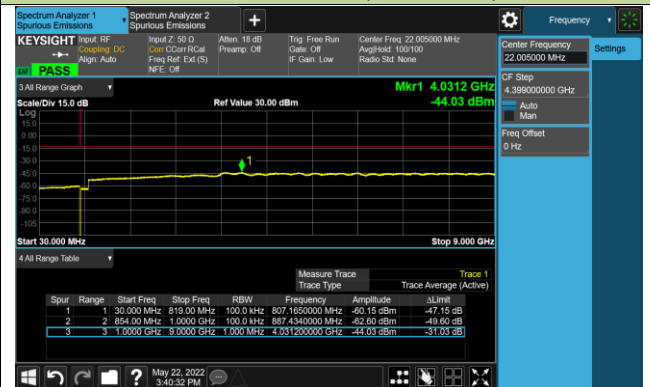 Spectrum Analyzer 1
Spurious Emissions
Spectrum Analyzer 2
Spurious Emissions
Frequency
KEYSIGHT
Input: RF
Coupling: DC
Align: Auto
Input Z: 50 Ω
Corr CCorr RCal
Freq Ref: Ext (S)
NFE: Off
Atten: 18 dB
Preamp: Off
Trig: Free Run
Gate: Off
IF Gain: Low
Center Freq: 22.005000 MHz
Avg|Hold: 100/100
Radio Std: None
LXI
PASS
Center Frequency
22.005000 MHz
Settings
CF Step
4.399000000 GHz
Auto
Man
Freq Offset
0 Hz
3 All Range Graph
Mkr1 4.0312 GHz
Scale/Div 15.0 dB
Ref Value 30.00 dBm
-44.03 dBm
Log
15.0
0.00
-15.0
-30.0
-45.0
-60.0
-75.0
-90.0
-105
1
Start 30.000 MHz
Stop 9.000 GHz
4 All Range Table
Measure Trace Trace 1
Trace Type Trace Average (Active)
Spur Range Start Freq Stop Freq RBW Frequency Amplitude ΔLimit
1 1 30.000 MHz 819.00 MHz 100.0 kHz 807.1650000 MHz -60.15 dBm -47.15 dB
2 2 854.00 MHz 1.0000 GHz 100.0 kHz 887.4340000 MHz -62.60 dBm -49.60 dB
3 3 1.0000 GHz 9.0000 GHz 1.000 MHz 4.031200000 GHz -44.03 dBm -31.03 dB
?
May 22, 2022
3:40:32 PM